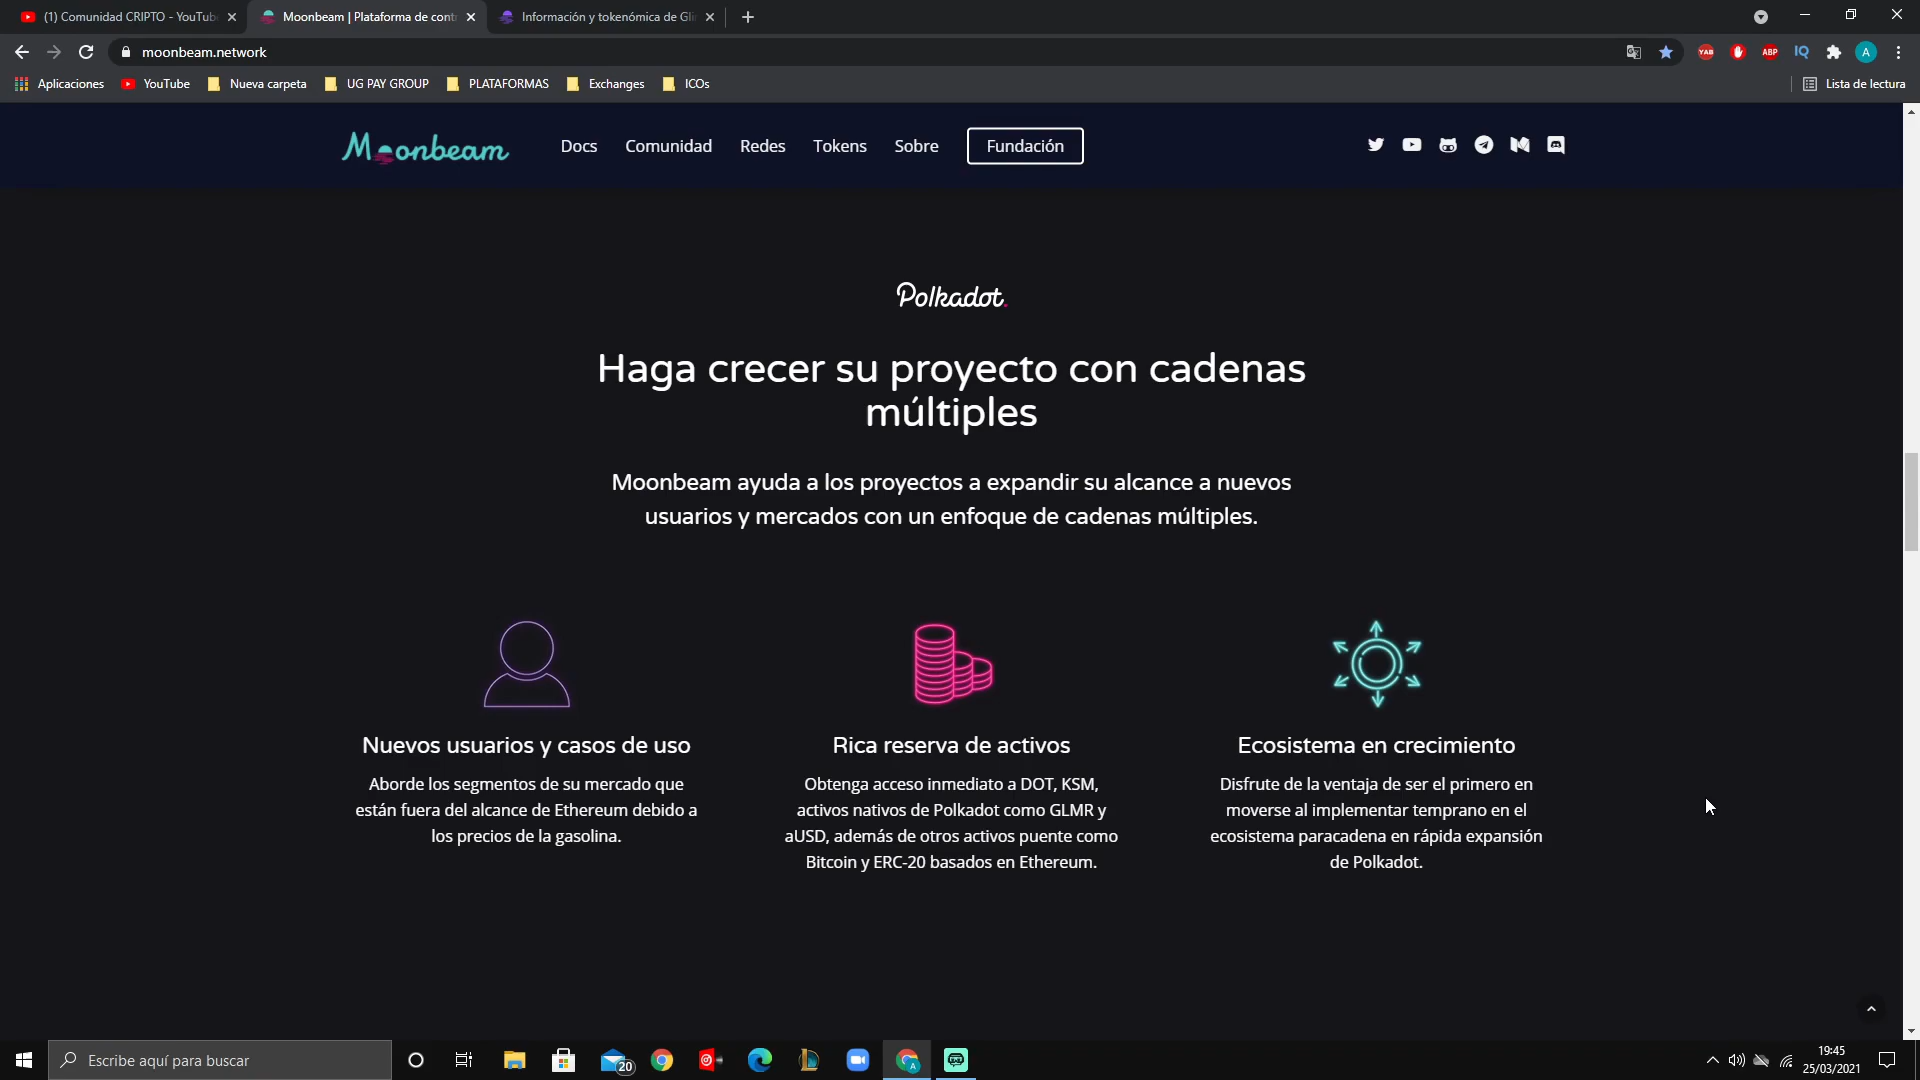 (1) Comunidad CRIPTO - YouTub
Moonbeam | Plataforma de cont
Información y tokenómica de Gli
moonbeam.network
YAB
ABP
IQ
A
Aplicaciones
YouTube
Nueva carpeta
UG PAY GROUP
PLATAFORMAS
Exchanges
ICOs
Lista de lectura
Moonbeam
Docs
Comunidad
Redes
Tokens
Sobre
Fundación
Polkadot.
Haga crecer su proyecto con cadenas
múltiples
Moonbeam ayuda a los proyectos a expandir su alcance a nuevos
usuarios y mercados con un enfoque de cadenas múltiples.
Nuevos usuarios y casos de uso
Aborde los segmentos de su mercado que
están fuera del alcance de Ethereum debido a
los precios de la gasolina.
Rica reserva de activos
Obtenga acceso inmediato a DOT, KSM,
activos nativos de Polkadot como GLMR y
aUSD, además de otros activos puente como
Bitcoin y ERC-20 basados en Ethereum.
Ecosistema en crecimiento
Disfrute de la ventaja de ser el primero en
moverse al implementar temprano en el
ecosistema paracadena en rápida expansión
de Polkadot.
Escribe aquí para buscar
20
A
19:45
25/03/2021